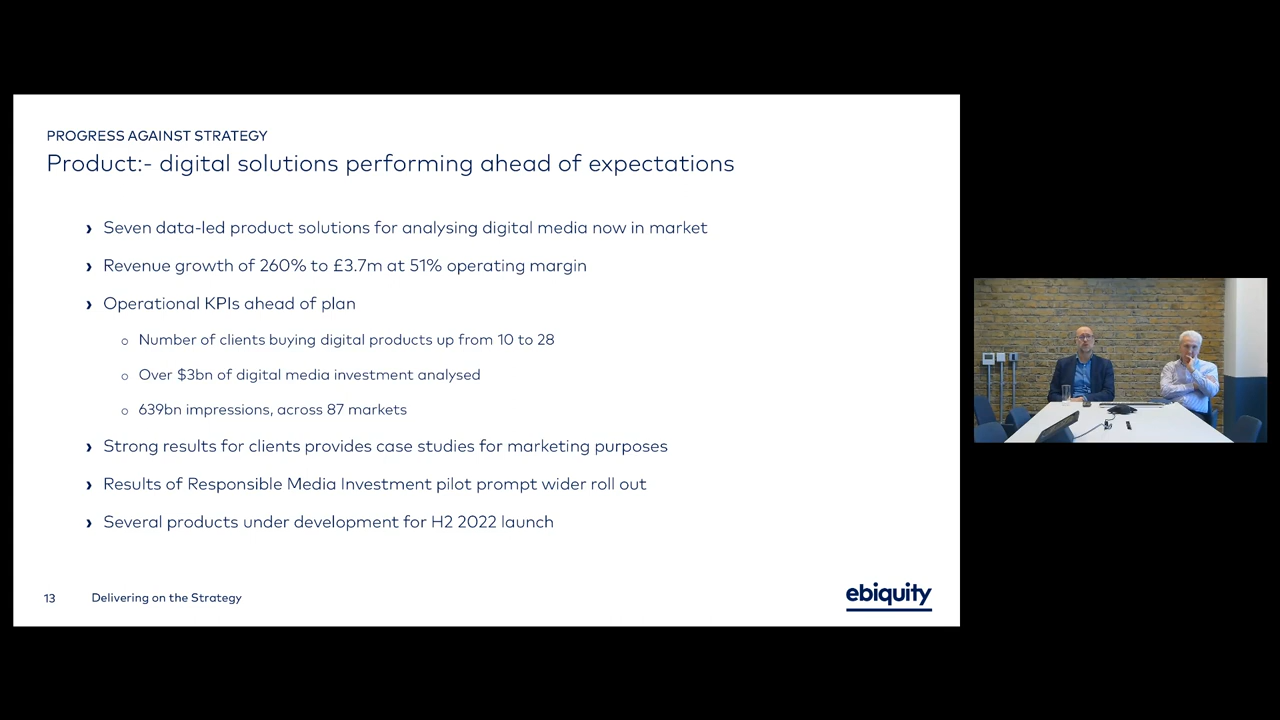 PROGRESS AGAINST STRATEGY
Product:- digital solutions performing ahead of expectations
› Seven data-led product solutions for analysing digital media now in market
› Revenue growth of 260% to £3.7m at 51% operating margin
› Operational KPIs ahead of plan
○ Number of clients buying digital products up from 10 to 28
○ Over $3bn of digital media investment analysed
○ 639bn impressions, across 87 markets
› Strong results for clients provides case studies for marketing purposes
› Results of Responsible Media Investment pilot prompt wider roll out
› Several products under development for H2 2022 launch
13 Delivering on the Strategy
ebiquity